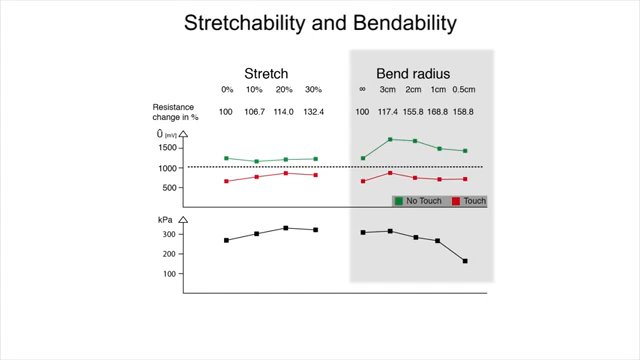 Stretchability and Bendability
Stretch
Bend radius
0% 10% 20% 30% ∞ 3cm 2cm 1cm 0.5cm
Resistance
change in %
100 106.7 114.0 132.4 100 117.4 155.8 168.8 158.8
Û [mV]
1500
1000
500
No Touch Touch
kPa
300
200
100